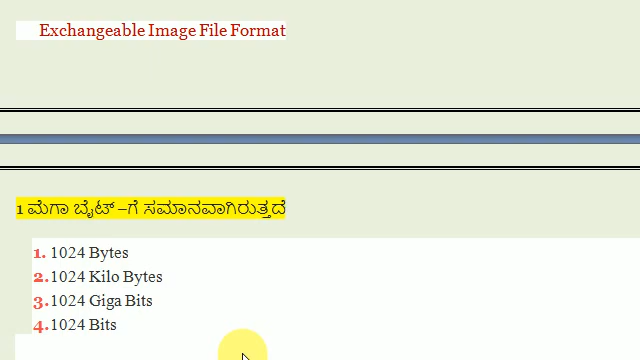 Exchangeable Image File Format
1 ಮೆಗಾ ಬೈಟ್ –ಗೆ ಸಮಾನವಾಗಿರುತ್ತದೆ
1. 1024 Bytes
2. 1024 Kilo Bytes
3. 1024 Giga Bits
4. 1024 Bits